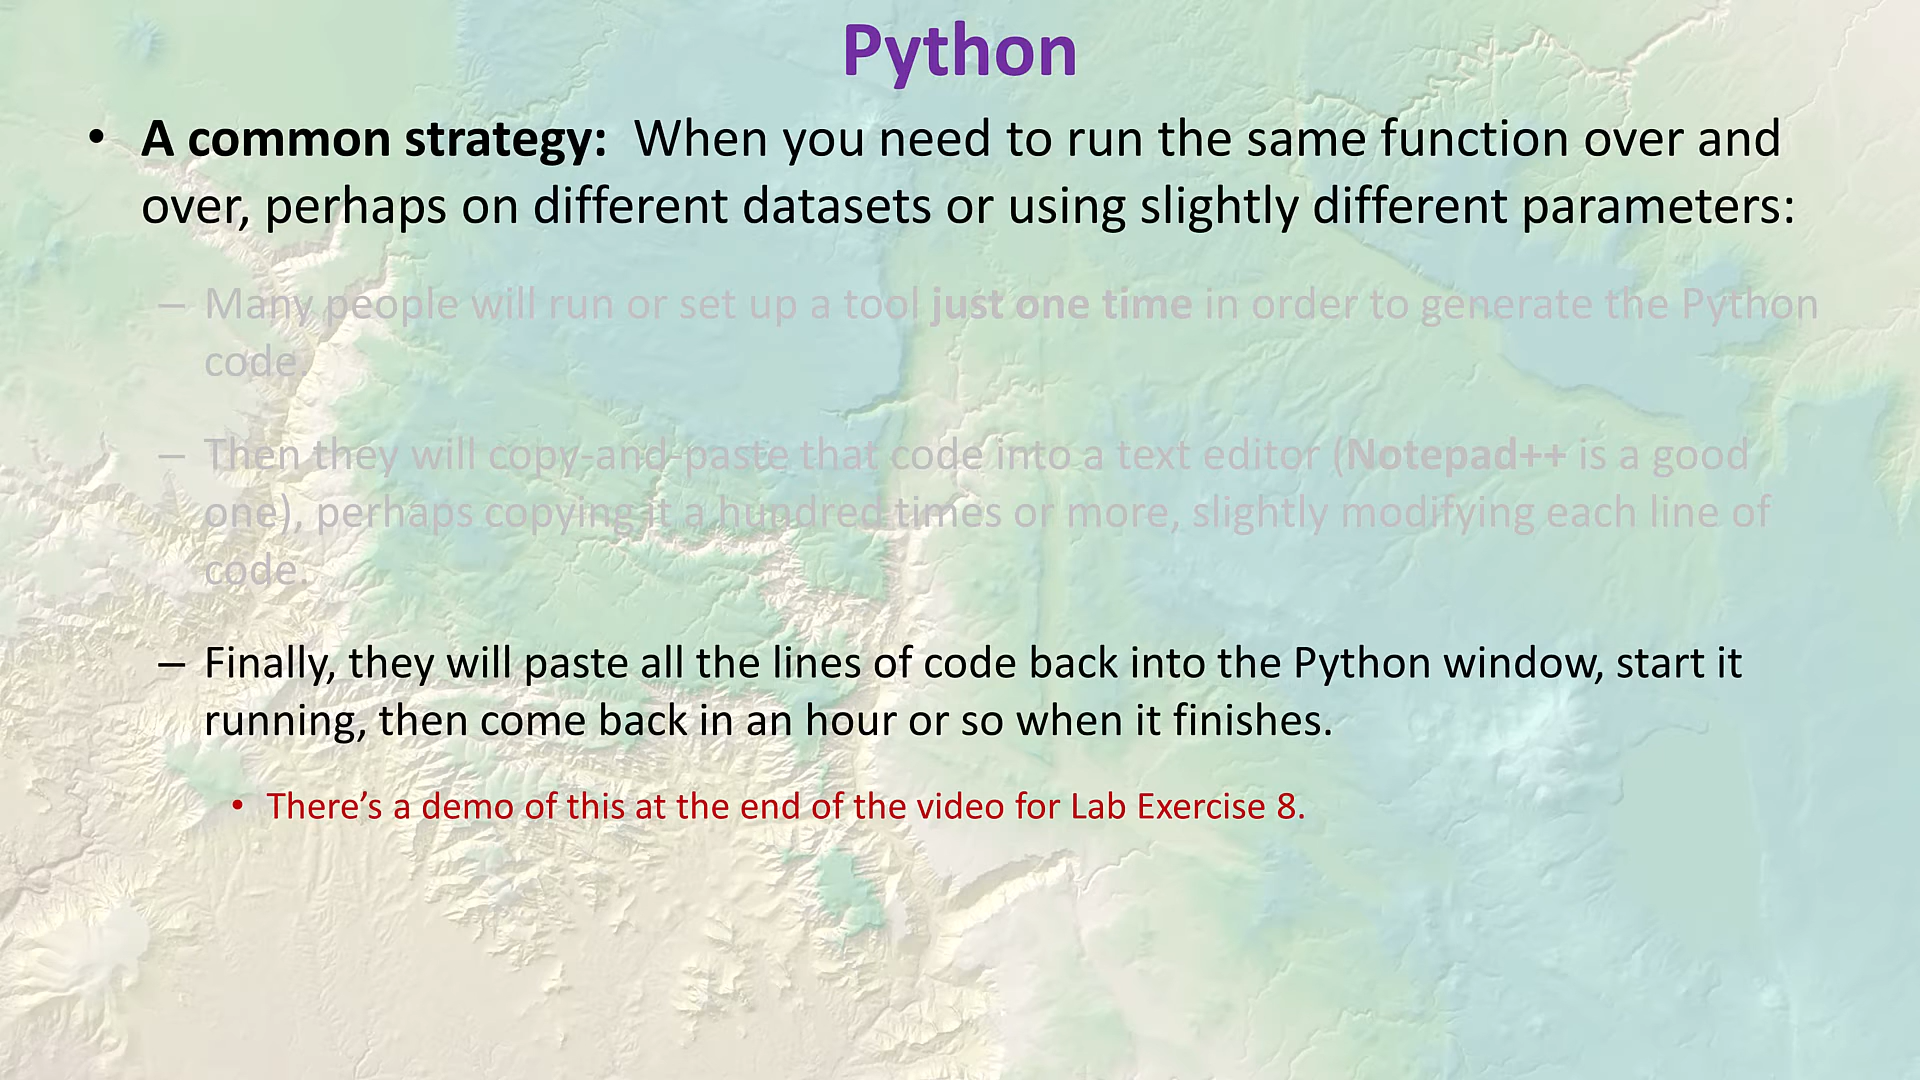 Python
• A common strategy: When you need to run the same function over and
over, perhaps on different datasets or using slightly different parameters:
– Many people will run or set up a tool just one time in order to generate the Python
code.
– Then they will copy-and-paste that code into a text editor (Notepad++ is a good
one), perhaps copying it a hundred times or more, slightly modifying each line of
code.
– Finally, they will paste all the lines of code back into the Python window, start it
running, then come back in an hour or so when it finishes.
• There’s a demo of this at the end of the video for Lab Exercise 8.